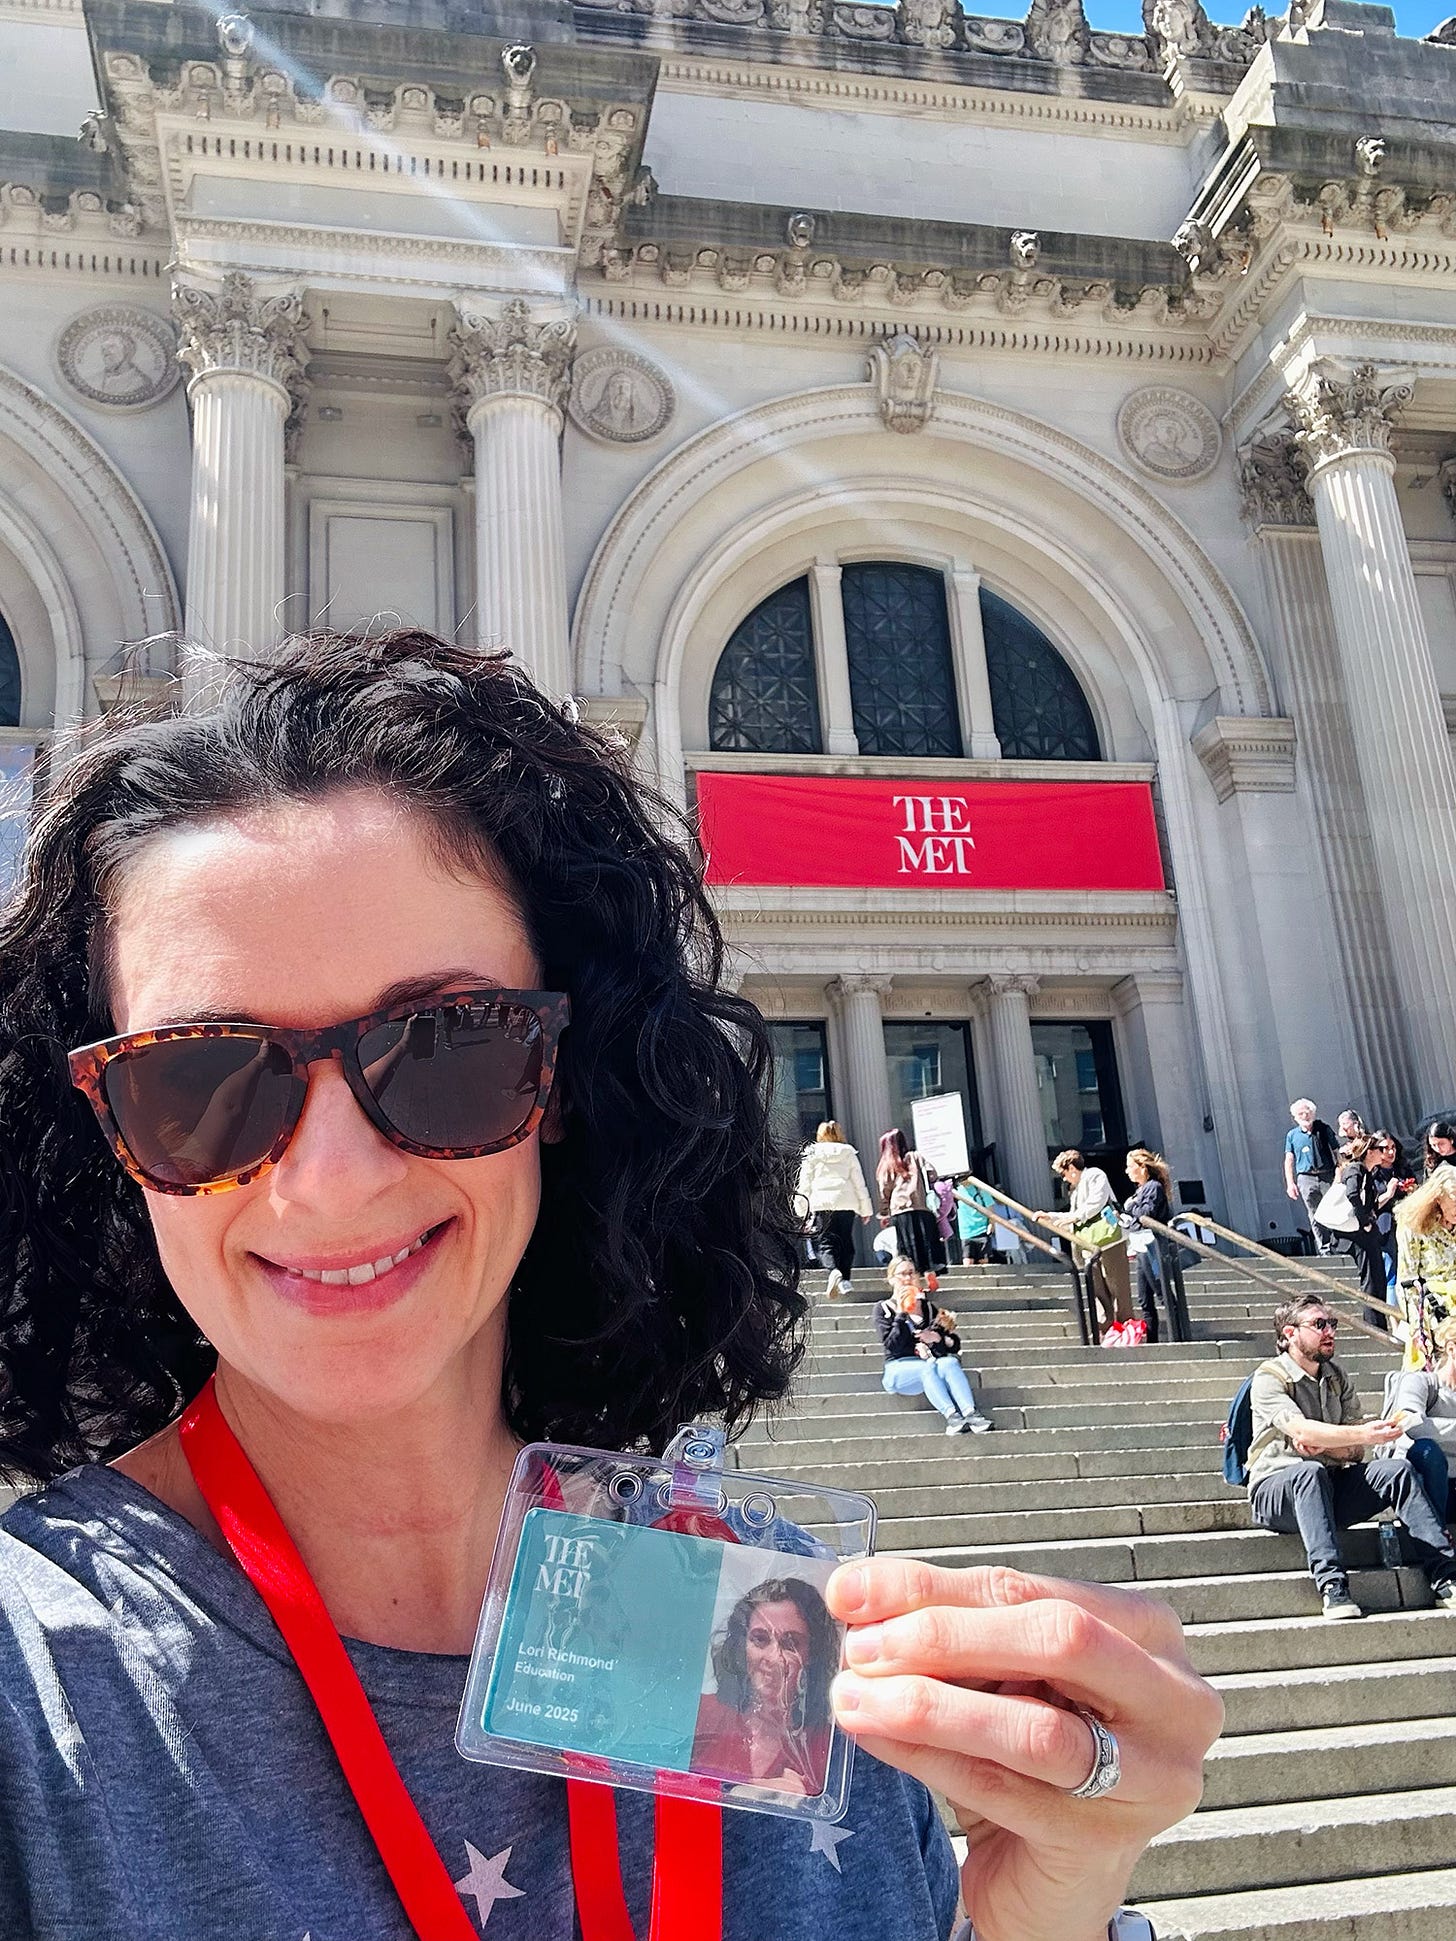 THE
MET
THE
MET
Lori Richmond
Education
June 2025